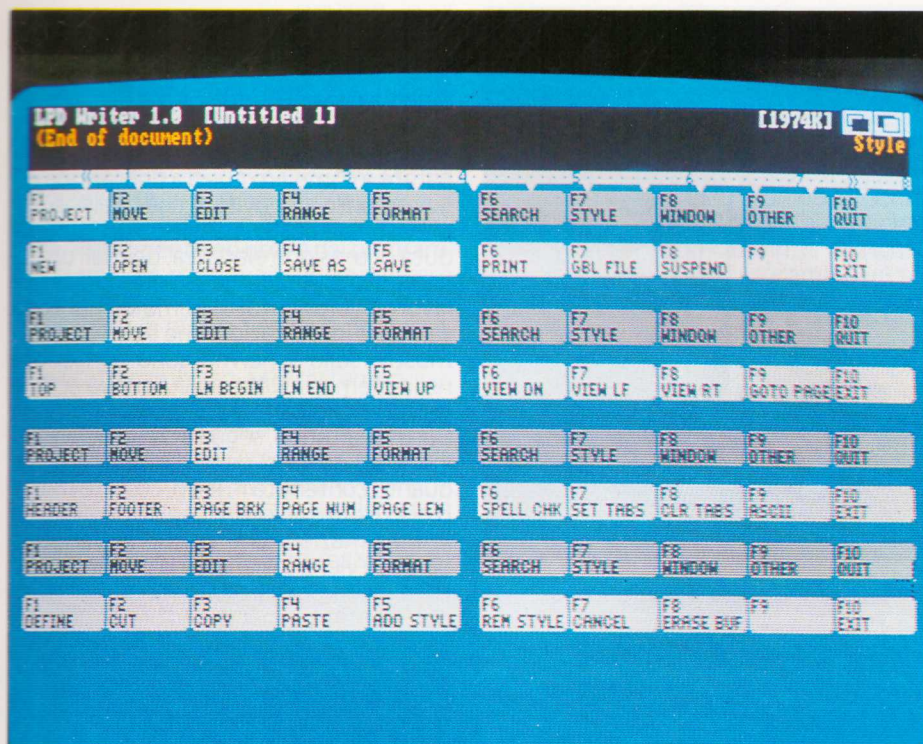 LPD Writer 1.0 [Untitled 1] [1974K]
(End of document) Style
1 2 3 4 5 6 7 8
F1 F2 F3 F4 F5 F6 F7 F8 F9 F10
PROJECT MOVE EDIT RANGE FORMAT SEARCH STYLE WINDOW OTHER QUIT
F1 F2 F3 F4 F5 F6 F7 F8 F9 F10
NEW OPEN CLOSE SAVE AS SAVE PRINT GBL FILE SUSPEND EXIT
F1 F2 F3 F4 F5 F6 F7 F8 F9 F10
PROJECT MOVE EDIT RANGE FORMAT SEARCH STYLE WINDOW OTHER QUIT
F1 F2 F3 F4 F5 F6 F7 F8 F9 F10
TOP BOTTOM LN BEGIN LN END VIEW UP VIEW DN VIEW LF VIEW RT GOTO PAGE EXIT
F1 F2 F3 F4 F5 F6 F7 F8 F9 F10
PROJECT MOVE EDIT RANGE FORMAT SEARCH STYLE WINDOW OTHER QUIT
F1 F2 F3 F4 F5 F6 F7 F8 F9 F10
HEADER FOOTER PAGE BRK PAGE NUM PAGE LEN SPELL CHK SET TABS CLR TABS ASCII EXIT
F1 F2 F3 F4 F5 F6 F7 F8 F9 F10
PROJECT MOVE EDIT RANGE FORMAT SEARCH STYLE WINDOW OTHER QUIT
F1 F2 F3 F4 F5 F6 F7 F8 F9 F10
DEFINE CUT COPY PASTE ADD STYLE REM STYLE CANCEL ERASE BUF EXIT